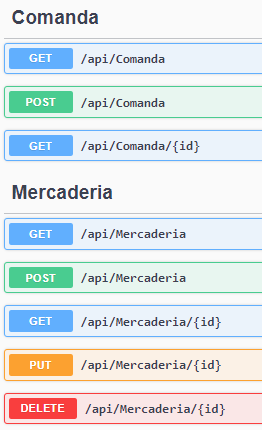 Comanda
GET /api/Comanda
POST /api/Comanda
GET /api/Comanda/{id}
Mercaderia
GET /api/Mercaderia
POST /api/Mercaderia
GET /api/Mercaderia/{id}
PUT /api/Mercaderia/{id}
DELETE /api/Mercaderia/{id}